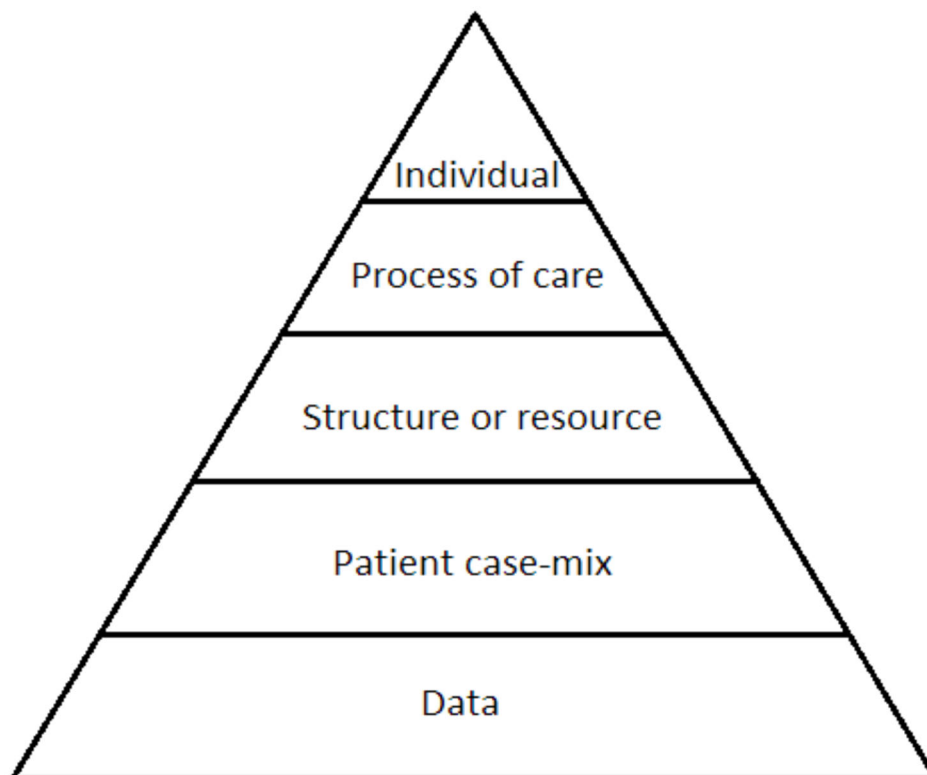 Individual
Process of care
Structure or resource
Patient case-mix
Data